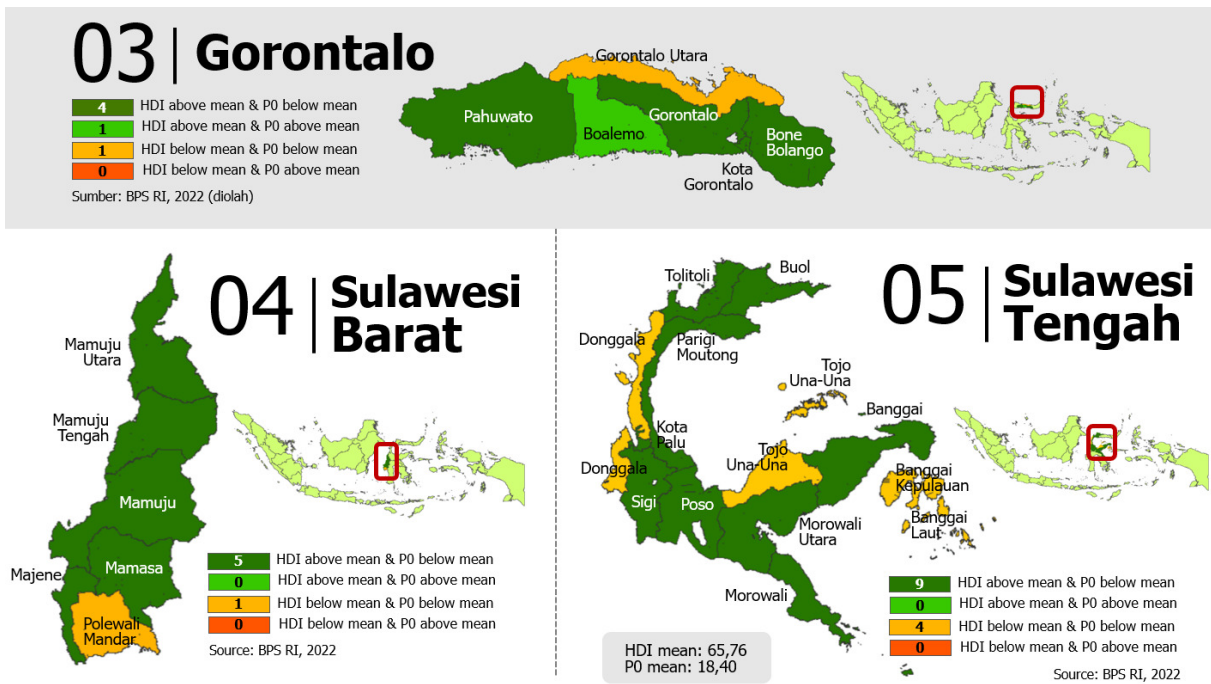 03 | Gorontalo
4 HDI above mean & P0 below mean
1 HDI above mean & P0 above mean
1 HDI below mean & P0 below mean
0 HDI below mean & P0 above mean
Sumber: BPS RI, 2022 (diolah)
Gorontalo Utara
Pahuwato
Boalemo
Gorontalo
Bone
Bolango
Kota
Gorontalo
04 | Sulawesi
Barat
Mamuju
Utara
Mamuju
Tengah
Mamuju
Mamasa
Majene
Polewali
Mandar
5 HDI above mean & P0 below mean
0 HDI above mean & P0 above mean
1 HDI below mean & P0 below mean
0 HDI below mean & P0 above mean
Source: BPS RI, 2022
05 | Sulawesi
Tengah
Tolitoli
Buol
Donggala
Parigi
Moutong
Tojo
Una-Una
Banggai
Kota
Palu
Donggala
Tojo
Una-Una
Banggai
Kepulauan
Sigi
Poso
Banggai
Laut
Morowali
Utara
Morowali
9 HDI above mean & P0 below mean
0 HDI above mean & P0 above mean
4 HDI below mean & P0 below mean
0 HDI below mean & P0 above mean
HDI mean: 65,76
P0 mean: 18,40
Source: BPS RI, 2022